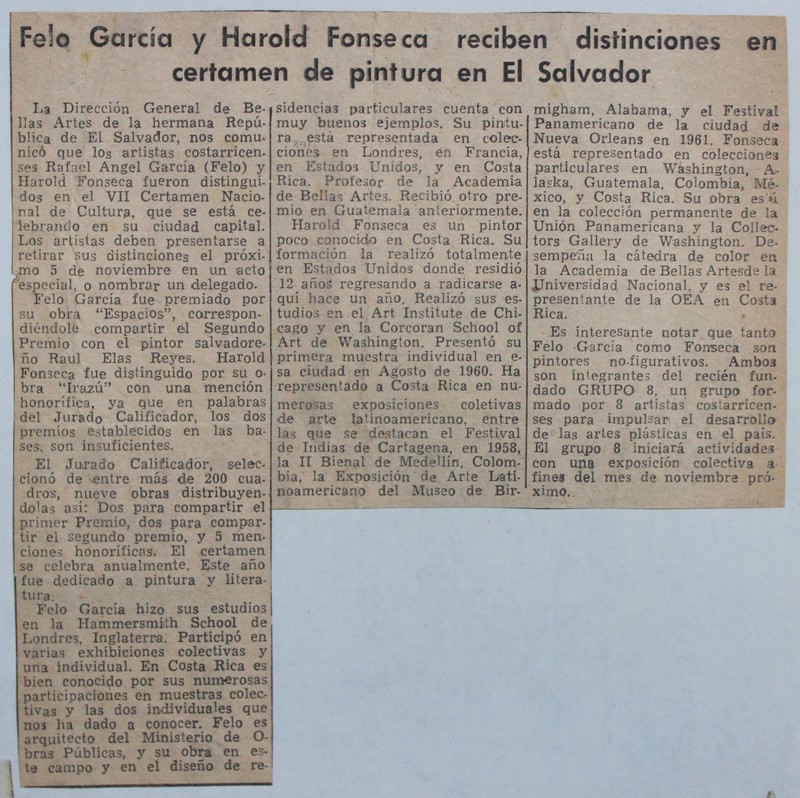 Felo García y Harold Fonseca reciben distinciones en
certamen de pintura en El Salvador
La Dirección General de Be-
llas Artes de la hermana Repú-
blica de El Salvador, nos comu-
nicó que los artistas costarricen-
ses Rafael Angel García (Felo) y
Harold Fonseca fueron distingui-
dos en el VII Certamen Nacio-
nal de Cultura, que se está ce-
lebrando en su ciudad capital.
Los artistas deben presentarse a
retirar sus distinciones el próxi-
mo 5 de noviembre en un acto
especial, o nombrar un delegado.
Felo García fue premiado por
su obra "Espacios", correspon-
diéndole compartir el Segundo
Premio con el pintor salvadore-
ño Raul Elas Reyes. Harold
Fonseca fue distinguido por su o-
bra "Irazú" con una mención
honorífica, ya que en palabras
del Jurado Calificador, los dos
premios establecidos en las ba-
ses, son insuficientes.
El Jurado Calificador, selec-
cionó de entre más de 200 cua-
dros, nueve obras distribuyen-
dolas así: Dos para compartir el
primer Premio, dos para compar-
tir el segundo premio, y 5 men-
ciones honoríficas. El certamen
se celebra anualmente. Este año
fue dedicado a pintura y litera-
tura.
Felo García hizo sus estudios
en la Hammersmith School de
Londres, Inglaterra. Participó en
varias exhibiciones colectivas y
una individual. En Costa Rica es
bien conocido por sus numerosas
participaciones en muestras colec-
tivas y las dos individuales que
nos ha dado a conocer. Felo es
arquitecto del Ministerio de O-
bras Públicas, y su obra en es-
te campo y en el diseño de re-
sidencias particulares cuenta con
muy buenos ejemplos. Su pintu-
ra está representada en colec-
ciones en Londres, en Francia,
en Estados Unidos, y en Costa
Rica. Profesor de la Academia
de Bellas Artes. Recibió otro pre-
mio en Guatemala anteriormente.
Harold Fonseca es un pintor
poco conocido en Costa Rica. Su
formación la realizó totalmente
en Estados Unidos donde residió
12 años regresando a radicarse a-
quí hace un año. Realizó sus es-
tudios en el Art Institute de Chi-
cago y en la Corcoran School of
Art de Washington. Presentó su
primera muestra individual en e-
sa ciudad en Agosto de 1960. Ha
representado a Costa Rica en nu-
merosas exposiciones coletivas
de arte latinoamericano, entre
las que se destacan el Festival
de Indias de Cartagena, en 1958,
la II Bienal de Medellín, Colom-
bia, la Exposición de Arte Lati-
noamericano del Museo de Bir-
migham, Alabama, y el Festival
Panamericano de la ciudad de
Nueva Orleans en 1961. Fonseca
está representado en colecciones
particulares en Washington, A-
laska, Guatemala, Colombia, Mé-
xico, y Costa Rica. Su obra está
en la colección permanente de la
Unión Panamericana y la Collec-
tors Gallery de Washington. De-
sempeña la cátedra de color en
la Academia de Bellas Artesde la
Universidad Nacional, y es el re-
presentante de la OEA en Costa
Rica.
Es interesante notar que tanto
Felo García como Fonseca son
pintores no-figurativos. Ambos
son integrantes del recién fun-
dado GRUPO 8, un grupo for-
mado por 8 artistas costarricen-
ses para impulsar el desarrollo
de las artes plásticas en el país.
El grupo 8 iniciará actividades
con una exposición colectiva a
fines del mes de noviembre pró-
ximo.